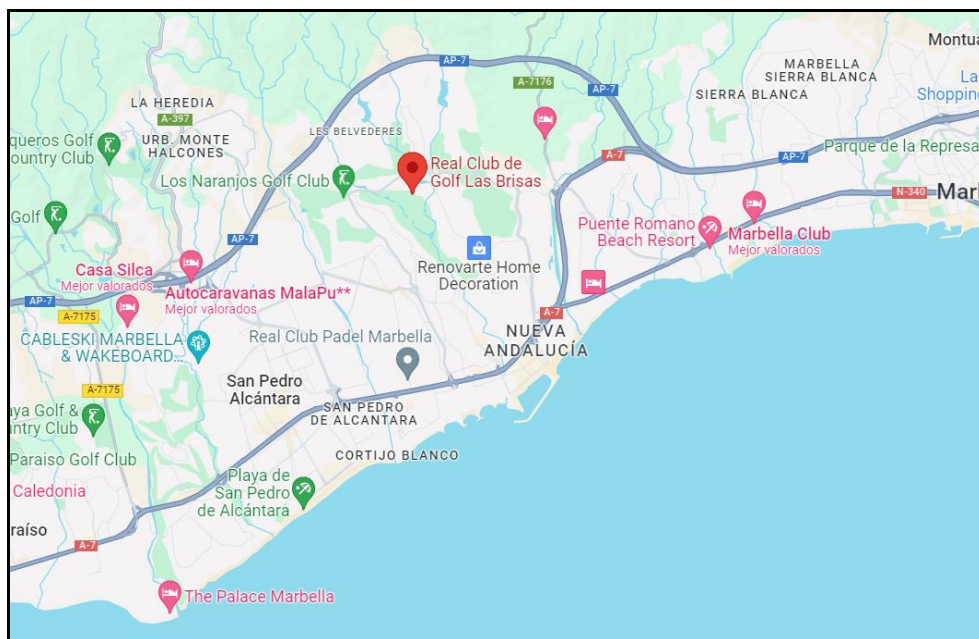 Montua
MARBELLA
SIERRA BLANCA
La
Shopping
SIERRA BLANCA
AP-7
AP-7
A-7176
LA HEREDIA
A-397
LES BELVEDERES
URB. MONTE
HALCONES
queros Golf
ountry Club
Los Naranjos Golf Club
Real Club de
Golf Las Brisas
A-7
AP-7
Parque de la Represa
N-340
Mar
Golf
AP-7
Puente Romano
Beach Resort
Marbella Club
Mejor valorados
Casa Silca
Mejor valorados
Renovarte Home
Decoration
AP-7
Autocaravanas MalaPu**
Mejor valorados
A-7175
A-7
CABLESKI MARBELLA
& WAKEBOARD...
Real Club Padel Marbella
NUEVA
ANDALUCÍA
A-7175
San Pedro
Alcántara
aya Golf &
ntry Club
SAN PEDRO
DE ALCANTARA
Paraiso Golf Club
CORTIJO BLANCO
Caledonia
Playa de
San Pedro
de Alcántara
raíso
A-7
The Palace Marbella